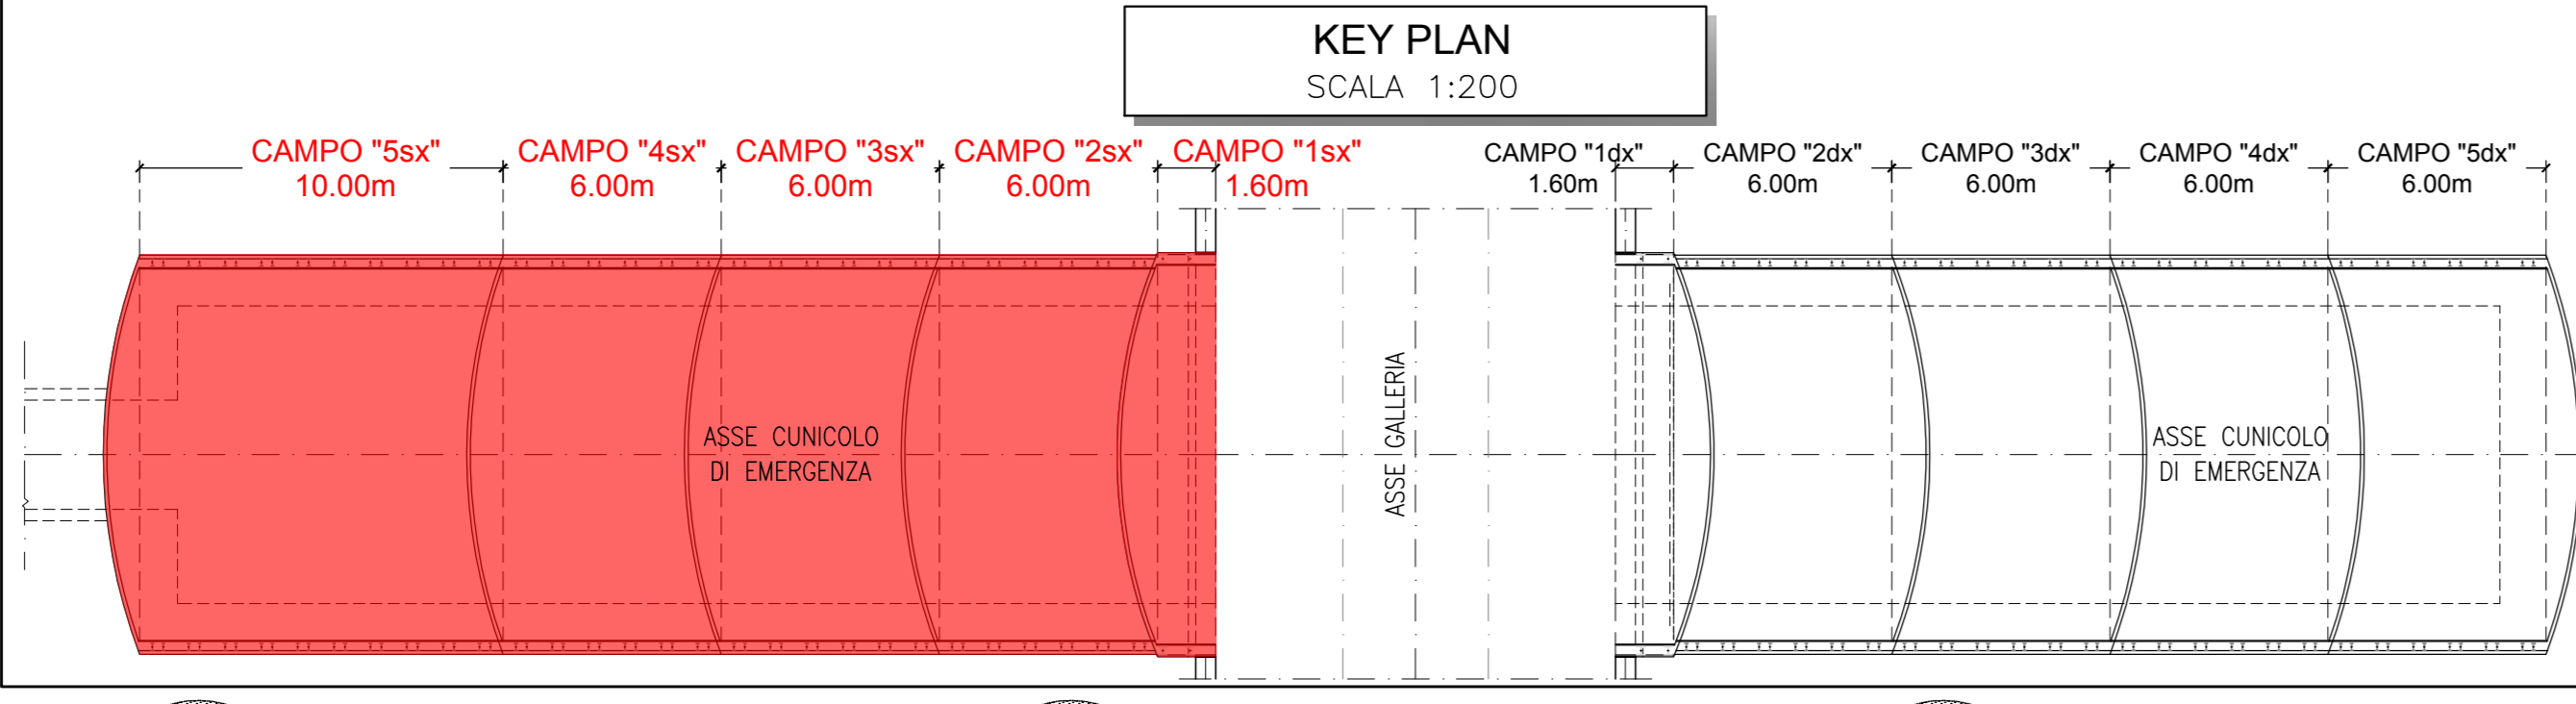 KEY PLAN
SCALA 1:200
CAMPO "5sx"
10.00m
CAMPO "4sx"
6.00m
CAMPO "3sx"
6.00m
CAMPO "2sx"
6.00m
CAMPO "1sx"
1.60m
CAMPO "1dx"
1.60m
CAMPO "2dx"
6.00m
CAMPO "3dx"
6.00m
CAMPO "4dx"
6.00m
CAMPO "5dx"
6.00m
ASSE CUNICOLO
DI EMERGENZA
ASSE GALLERIA
ASSE CUNICOLO
DI EMERGENZA